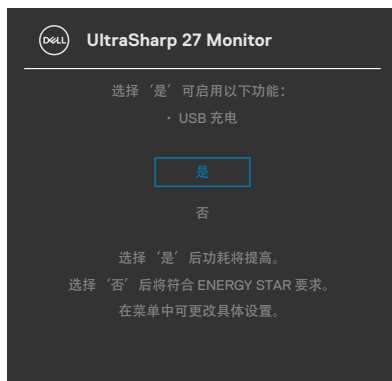 DELL UltraSharp 27 Monitor
选择‘是’可启用以下功能：
· USB 充电
是
否
选择‘是’后功耗将提高。
选择‘否’后将符合 ENERGY STAR 要求。
在菜单中可更改具体设置。